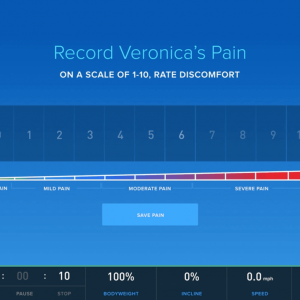 Record Veronica's Pain
ON A SCALE OF 1-10, RATE DISCOMFORT
1 2 3 4 5 6 7 8 9
MILD PAIN MODERATE PAIN SEVERE PAIN
SAVE PAIN
: 00 : 10 100% 0% 0.0 mph
PAUSE STOP BODYWEIGHT INCLINE SPEED